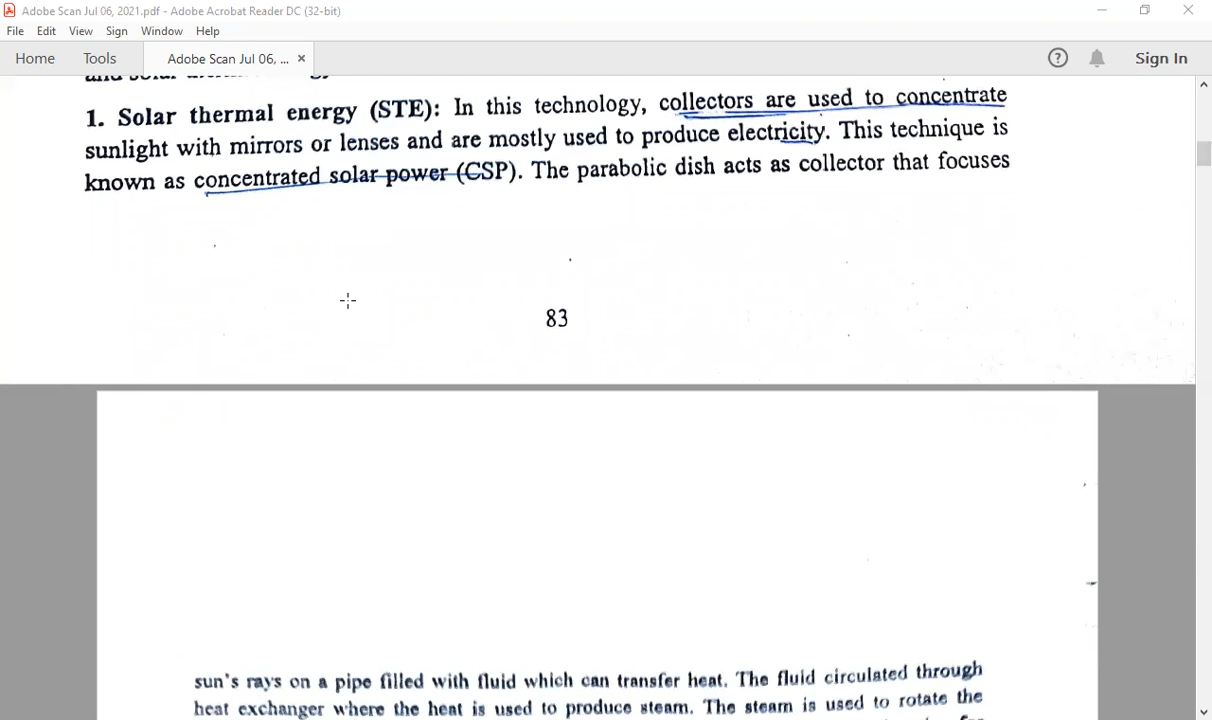 Adobe Scan Jul 06, 2021.pdf - Adobe Acrobat Reader DC (32-bit)
File Edit View Sign Window Help
Home Tools Adobe Scan Jul 06, ... × Sign In
1. Solar thermal energy (STE): In this technology, collectors are used to concentrate
sunlight with mirrors or lenses and are mostly used to produce electricity. This technique is
known as concentrated solar power (CSP). The parabolic dish acts as collector that focuses
83
sun's rays on a pipe filled with fluid which can transfer heat. The fluid circulated through
heat exchanger where the heat is used to produce steam. The steam is used to rotate the